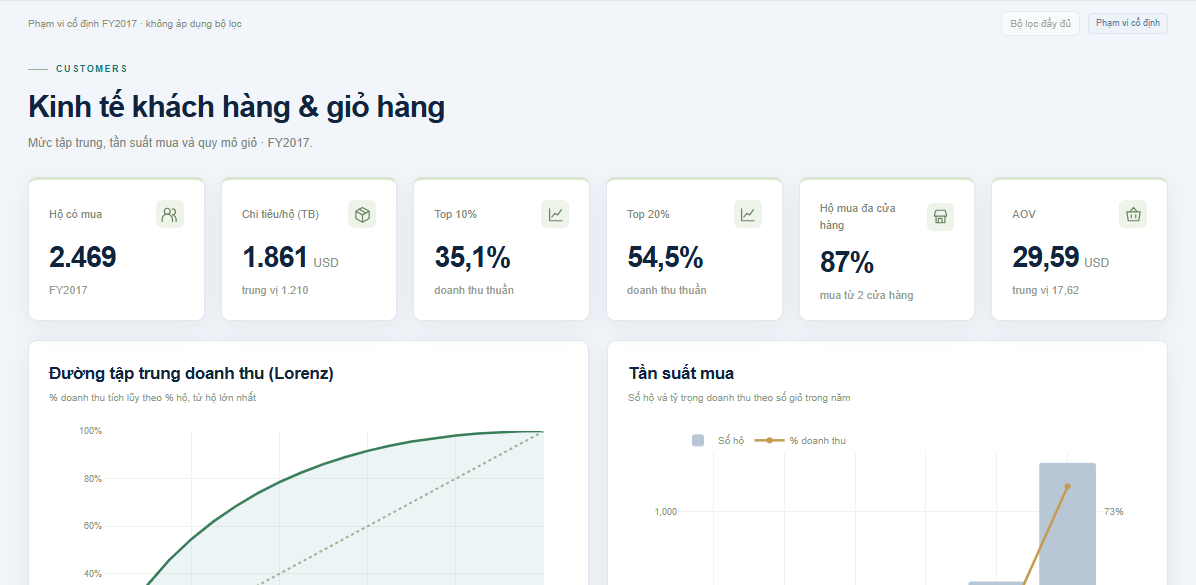 Phạm vi cố định FY2017 · không áp dụng bộ lọc
Bộ lọc đầy đủ
Phạm vi cố định
CUSTOMERS
Kinh tế khách hàng & giỏ hàng
Mức tập trung, tần suất mua và quy mô giỏ · FY2017.
Hộ có mua
2.469
FY2017
Chi tiêu/hộ (TB)
1.861 USD
trung vị 1.210
Top 10%
35,1%
doanh thu thuần
Top 20%
54,5%
doanh thu thuần
Hộ mua đa cửa
hàng
87%
mua từ 2 cửa hàng
AOV
29,59 USD
trung vị 17,62
Đường tập trung doanh thu (Lorenz)
% doanh thu tích lũy theo % hộ, từ hộ lớn nhất
100%
80%
60%
40%
Tần suất mua
Số hộ và tỷ trọng doanh thu theo số giỏ trong năm
Số hộ
% doanh thu
1,000
73%